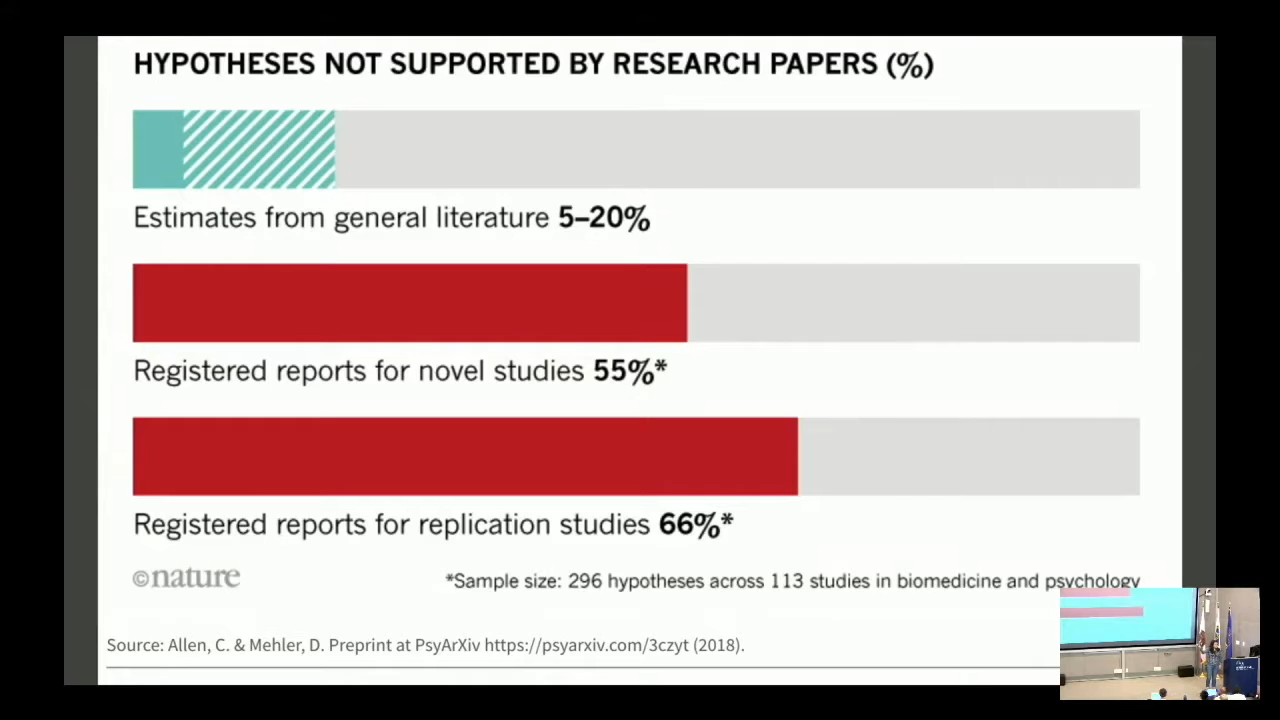 HYPOTHESES NOT SUPPORTED BY RESEARCH PAPERS (%)
Estimates from general literature 5–20%
Registered reports for novel studies 55%*
Registered reports for replication studies 66%*
©nature
*Sample size: 296 hypotheses across 113 studies in biomedicine and psychology
Source: Allen, C. & Mehler, D. Preprint at PsyArXiv https://psyarxiv.com/3czyt (2018).